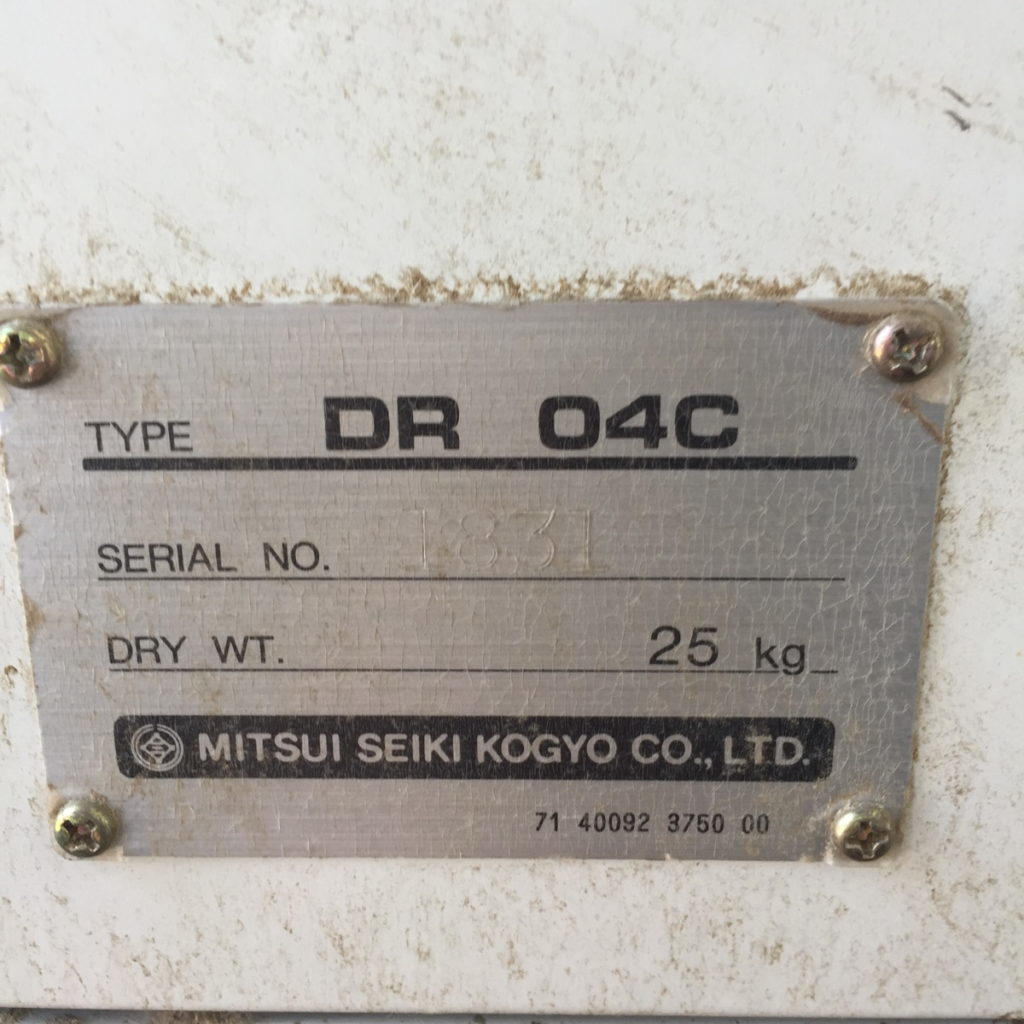 TYPE DR 04C
SERIAL NO. 1831
DRY WT. 25 kg
MITSUI SEIKI KOGYO CO., LTD.
71 40092 3750 00